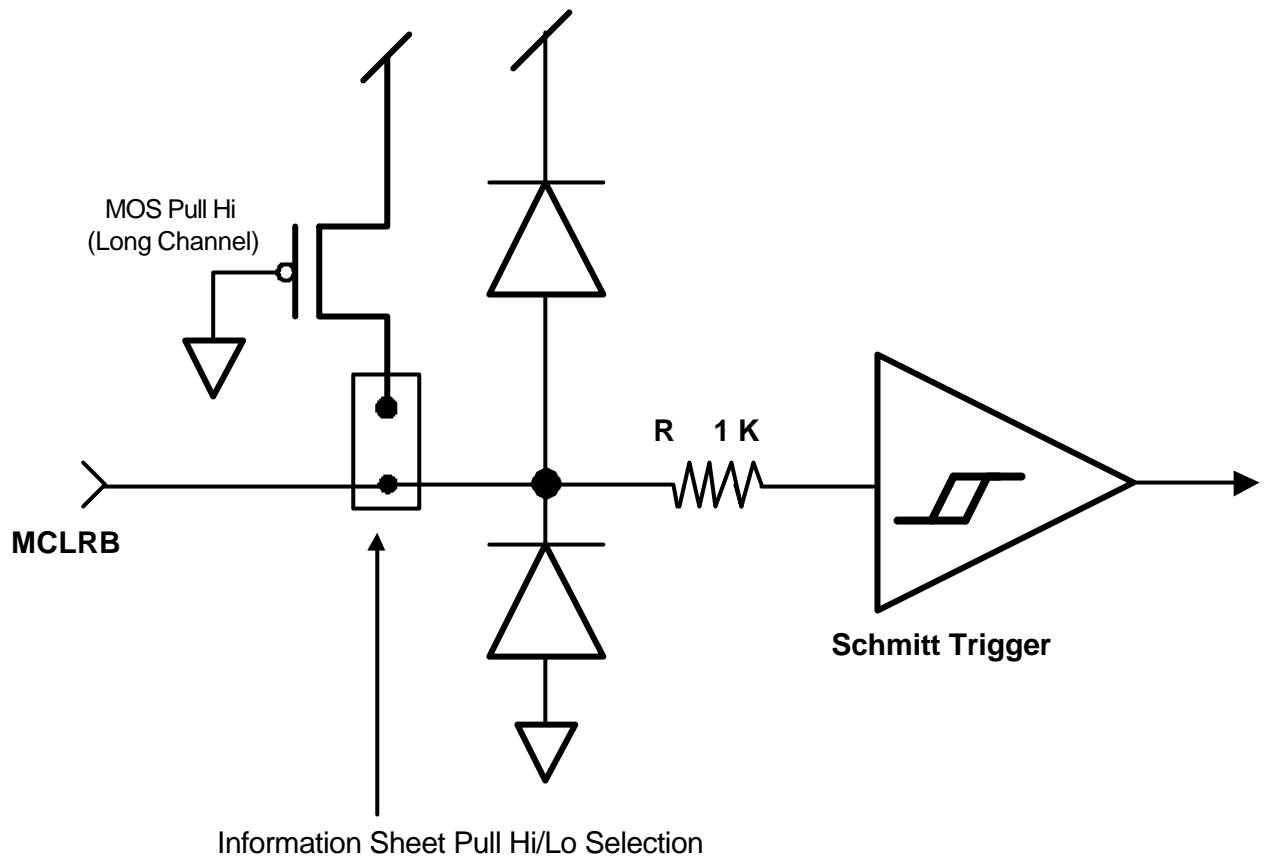 MOS Pull Hi
(Long Channel)
R 1 K
MCLRB
Schmitt Trigger
Information Sheet Pull Hi/Lo Selection